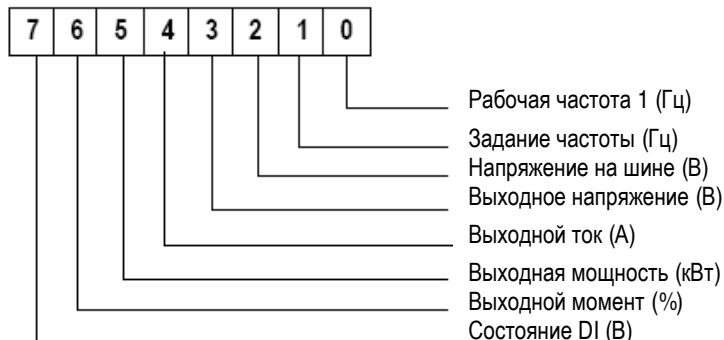 7 6 5 4 3 2 1 0
Рабочая частота 1 (Гц)
Задание частоты (Гц)
Напряжение на шине (В)
Выходное напряжение (В)
Выходной ток (А)
Выходная мощность (кВт)
Выходной момент (%)
Состояние DI (В)